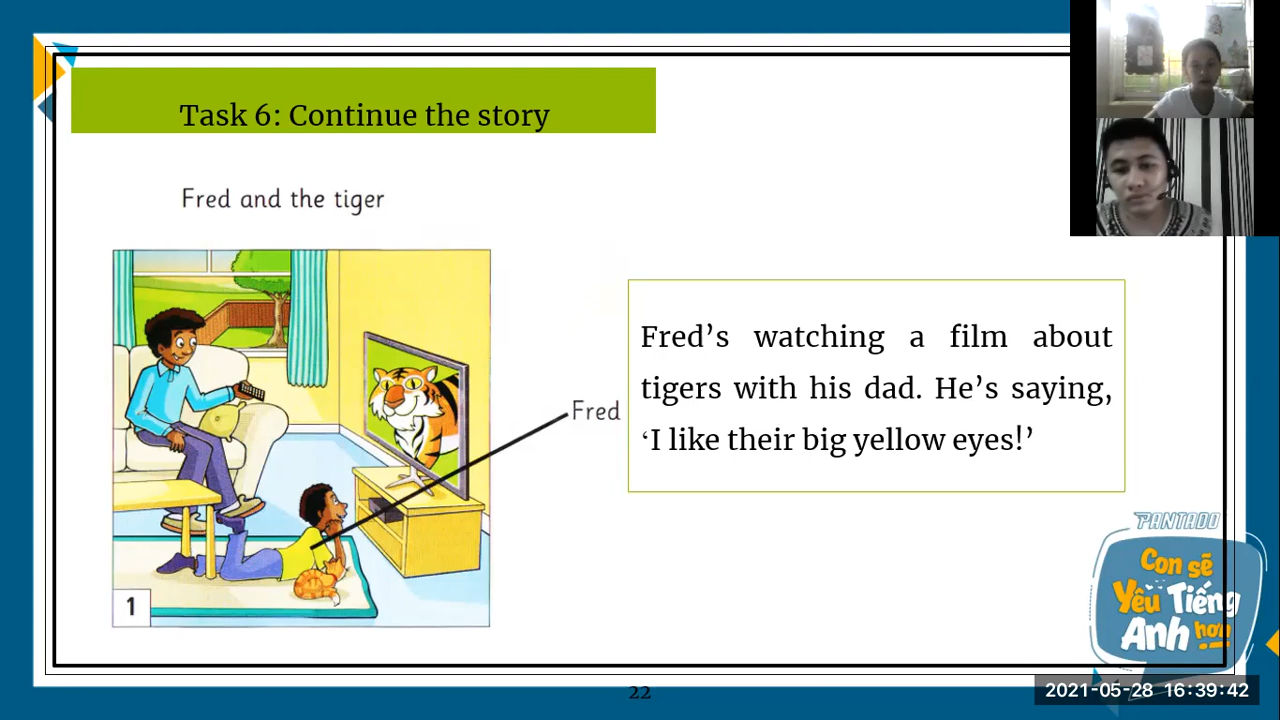 Task 6: Continue the story
Fred and the tiger
Fred
Fred’s watching a film about
tigers with his dad. He’s saying,
‘I like their big yellow eyes!’
1
PANTADO
Con sẽ
Yêu Tiếng
Anh hơn
22
2021-05-28 16:39:42